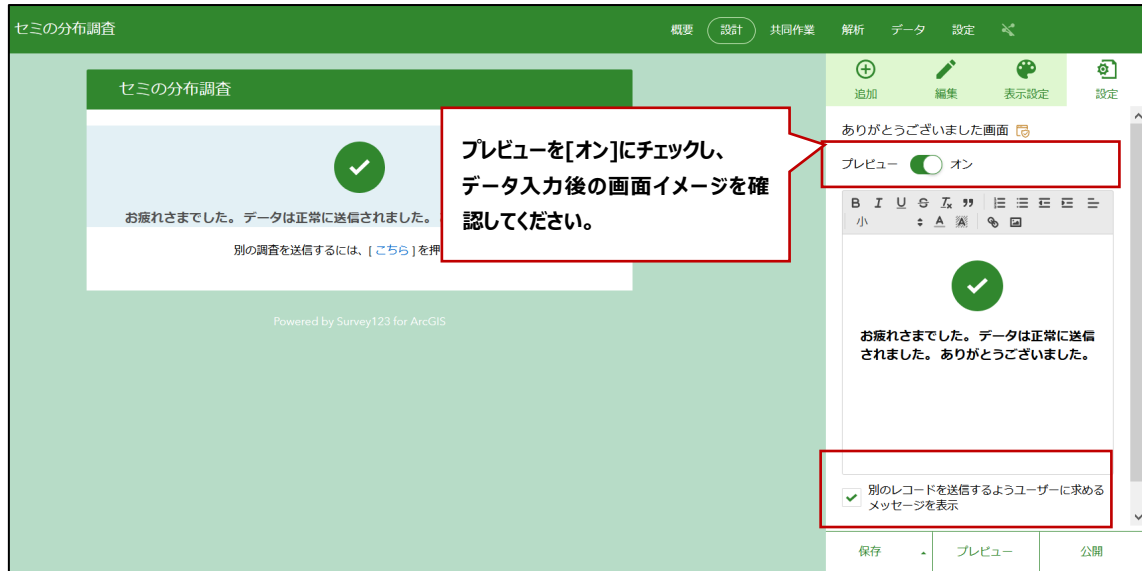 セミの分布調査
概要 設計 共同作業 解析 データ 設定
セミの分布調査
お疲れさまでした。データは正常に送信されました。
別の調査を送信するには、[ こちら ] を押
Powered by Survey123 for ArcGIS
プレビューを[オン]にチェックし、
データ入力後の画面イメージを確
認してください。
追加 編集 表示設定 設定
ありがとうございました画面
プレビュー オン
B I U S Tx
小 A A
お疲れさまでした。データは正常に送信
されました。ありがとうございました。
別のレコードを送信するようユーザーに求める
メッセージを表示
保存 プレビュー 公開